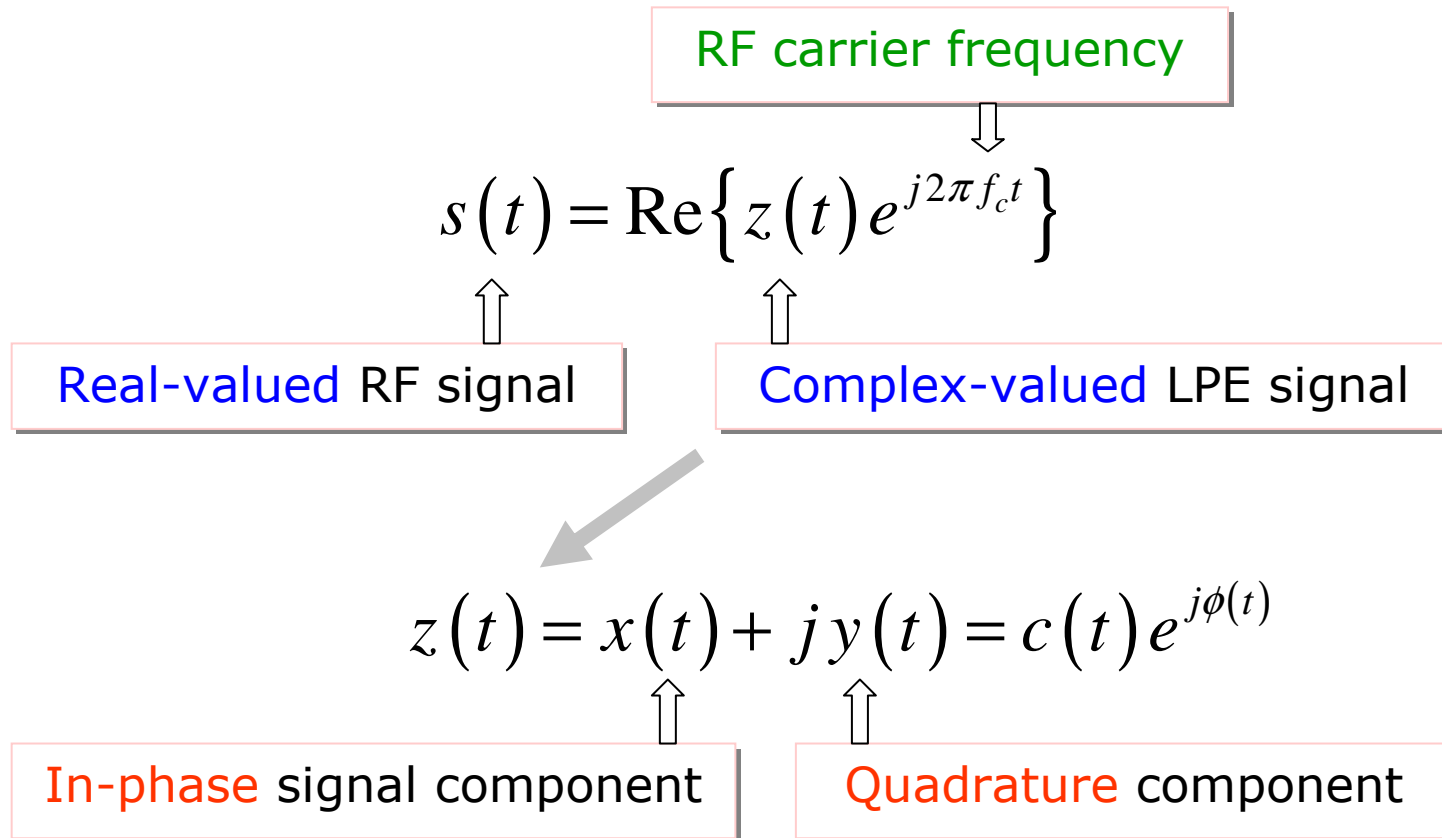 RF carrier frequency
s(t) = Re{z(t)e^{j2πf_c t}}
Real-valued RF signal
Complex-valued LPE signal
z(t) = x(t) + j y(t) = c(t)e^{jϕ(t)}
In-phase signal component
Quadrature component